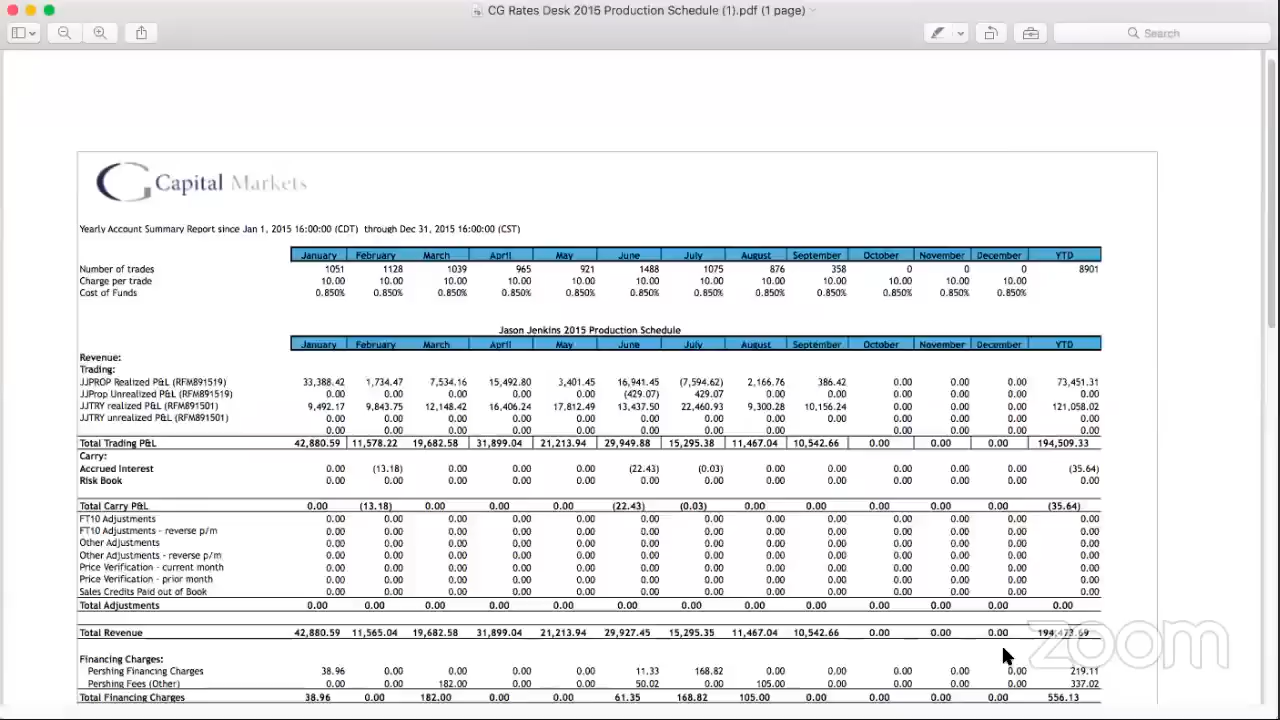 CG Rates Desk 2015 Production Schedule (1).pdf (1 page)
Search
Capital Markets
Yearly Account Summary Report since Jan 1, 2015 16:00:00 (CDT) through Dec 31, 2015 16:00:00 (CST)
January February March April May June July August September October November December YTD
Number of trades 1051 1128 1039 965 921 1488 1075 876 358 0 0 0 8901
Charge per trade 10.00 10.00 10.00 10.00 10.00 10.00 10.00 10.00 10.00 10.00 10.00 10.00
Cost of Funds 0.850% 0.850% 0.850% 0.850% 0.850% 0.850% 0.850% 0.850% 0.850% 0.850% 0.850% 0.850%
Jason Jenkins 2015 Production Schedule
January February March April May June July August September October November December YTD
Revenue:
Trading:
JJPROP Realized P&L (RFM891519) 33,388.42 1,734.47 7,534.16 15,492.80 3,401.45 16,941.45 (7,594.62) 2,166.76 386.42 0.00 0.00 0.00 73,451.31
JJProp Unrealized P&L (RFM891519) 0.00 0.00 0.00 0.00 0.00 (429.07) 429.07 0.00 0.00 0.00 0.00 0.00 0.00
JJTRY realized P&L (RFM891501) 9,492.17 9,843.75 12,148.42 16,406.24 17,812.49 13,437.50 22,460.93 9,300.28 10,156.24 0.00 0.00 0.00 121,058.02
JJTRY unrealized P&L (RFM891501) 0.00 0.00 0.00 0.00 0.00 0.00 0.00 0.00 0.00 0.00 0.00 0.00 0.00
0.00 0.00 0.00 0.00 0.00 0.00 0.00 0.00 0.00 0.00 0.00 0.00 0.00
Total Trading P&L 42,880.59 11,578.22 19,682.58 31,899.04 21,213.94 29,949.88 15,295.38 11,467.04 10,542.66 0.00 0.00 0.00 194,509.33
Carry:
Accrued Interest 0.00 (13.18) 0.00 0.00 0.00 (22.43) (0.03) 0.00 0.00 0.00 0.00 0.00 (35.64)
Risk Book 0.00 0.00 0.00 0.00 0.00 0.00 0.00 0.00 0.00 0.00 0.00 0.00 0.00
Total Carry P&L 0.00 (13.18) 0.00 0.00 0.00 (22.43) (0.03) 0.00 0.00 0.00 0.00 0.00 (35.64)
FT10 Adjustments 0.00 0.00 0.00 0.00 0.00 0.00 0.00 0.00 0.00 0.00 0.00 0.00 0.00
FT10 Adjustments - reverse p/m 0.00 0.00 0.00 0.00 0.00 0.00 0.00 0.00 0.00 0.00 0.00 0.00 0.00
Other Adjustments 0.00 0.00 0.00 0.00 0.00 0.00 0.00 0.00 0.00 0.00 0.00 0.00 0.00
Other Adjustments - reverse p/m 0.00 0.00 0.00 0.00 0.00 0.00 0.00 0.00 0.00 0.00 0.00 0.00 0.00
Price Verification - current month 0.00 0.00 0.00 0.00 0.00 0.00 0.00 0.00 0.00 0.00 0.00 0.00 0.00
Price Verification - prior month 0.00 0.00 0.00 0.00 0.00 0.00 0.00 0.00 0.00 0.00 0.00 0.00 0.00
Sales Credits Paid out of Book 0.00 0.00 0.00 0.00 0.00 0.00 0.00 0.00 0.00 0.00 0.00 0.00 0.00
Total Adjustments 0.00 0.00 0.00 0.00 0.00 0.00 0.00 0.00 0.00 0.00 0.00 0.00 0.00
Total Revenue 42,880.59 11,565.04 19,682.58 31,899.04 21,213.94 29,927.45 15,295.35 11,467.04 10,542.66 0.00 0.00 0.00 194,473.69
zoom
Financing Charges:
Pershing Financing Charges 38.96 0.00 0.00 0.00 0.00 11.33 168.82 0.00 0.00 0.00 0.00 0.00 219.11
Pershing Fees (Other) 0.00 0.00 182.00 0.00 0.00 50.02 0.00 105.00 0.00 0.00 0.00 0.00 337.02
Total Financing Charges 38.96 0.00 182.00 0.00 0.00 61.35 168.82 105.00 0.00 0.00 0.00 0.00 556.13